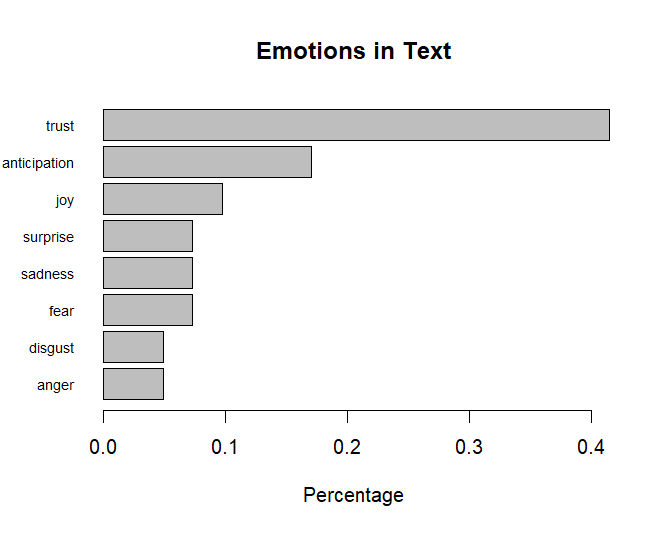 Emotions in Text
trust
anticipation
joy
surprise
sadness
fear
disgust
anger
0.0 0.1 0.2 0.3 0.4
Percentage